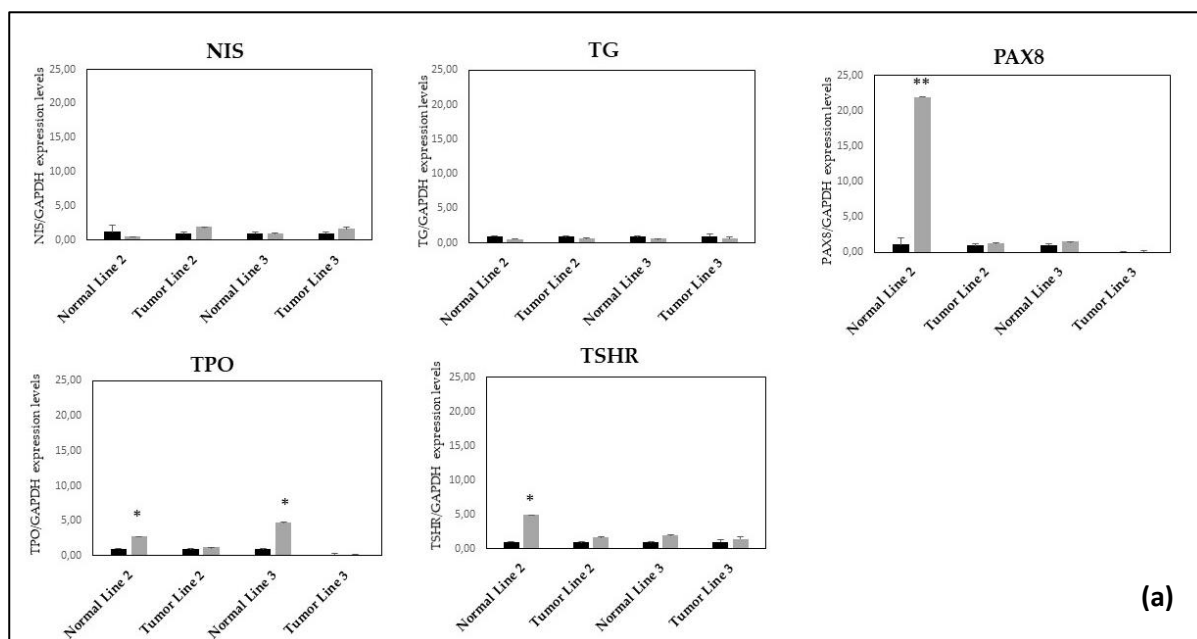 NIS
NIS/GAPDH expression levels
25,00
20,00
15,00
10,00
5,00
0,00
Normal Line 2
Tumor Line 2
Normal Line 3
Tumor Line 3
TG
TG/GAPDH expression levels
25,00
20,00
15,00
10,00
5,00
0,00
Normal Line 2
Tumor Line 2
Normal Line 3
Tumor Line 3
PAX8
PAX8/GAPDH expression levels
25,00
20,00
15,00
10,00
5,00
0,00
**
Normal Line 2
Tumor Line 2
Normal Line 3
Tumor Line 3
TPO
TPO/GAPDH expression levels
25,00
20,00
15,00
10,00
5,00
0,00
*
*
Normal Line 2
Tumor Line 2
Normal Line 3
Tumor Line 3
TSHR
TSHR/GAPDH expression levels
25,00
20,00
15,00
10,00
5,00
0,00
*
Normal Line 2
Tumor Line 2
Normal Line 3
Tumor Line 3
(a)